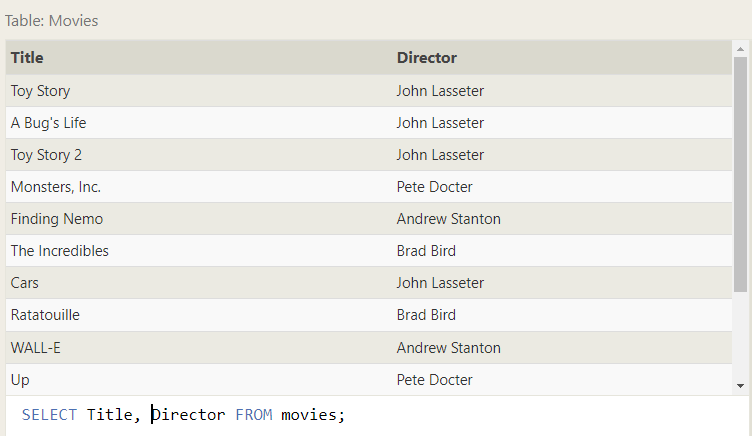 Table: Movies
Title Director
Toy Story John Lasseter
A Bug's Life John Lasseter
Toy Story 2 John Lasseter
Monsters, Inc. Pete Docter
Finding Nemo Andrew Stanton
The Incredibles Brad Bird
Cars John Lasseter
Ratatouille Brad Bird
WALL-E Andrew Stanton
Up Pete Docter
SELECT Title, Director FROM movies;